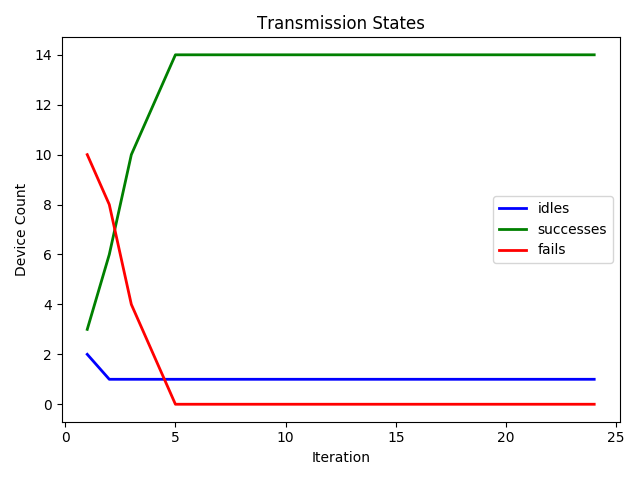 Transmission States
Device Count
14
12
10
8
6
4
2
0
idles
successes
fails
0 5 10 15 20 25
Iteration